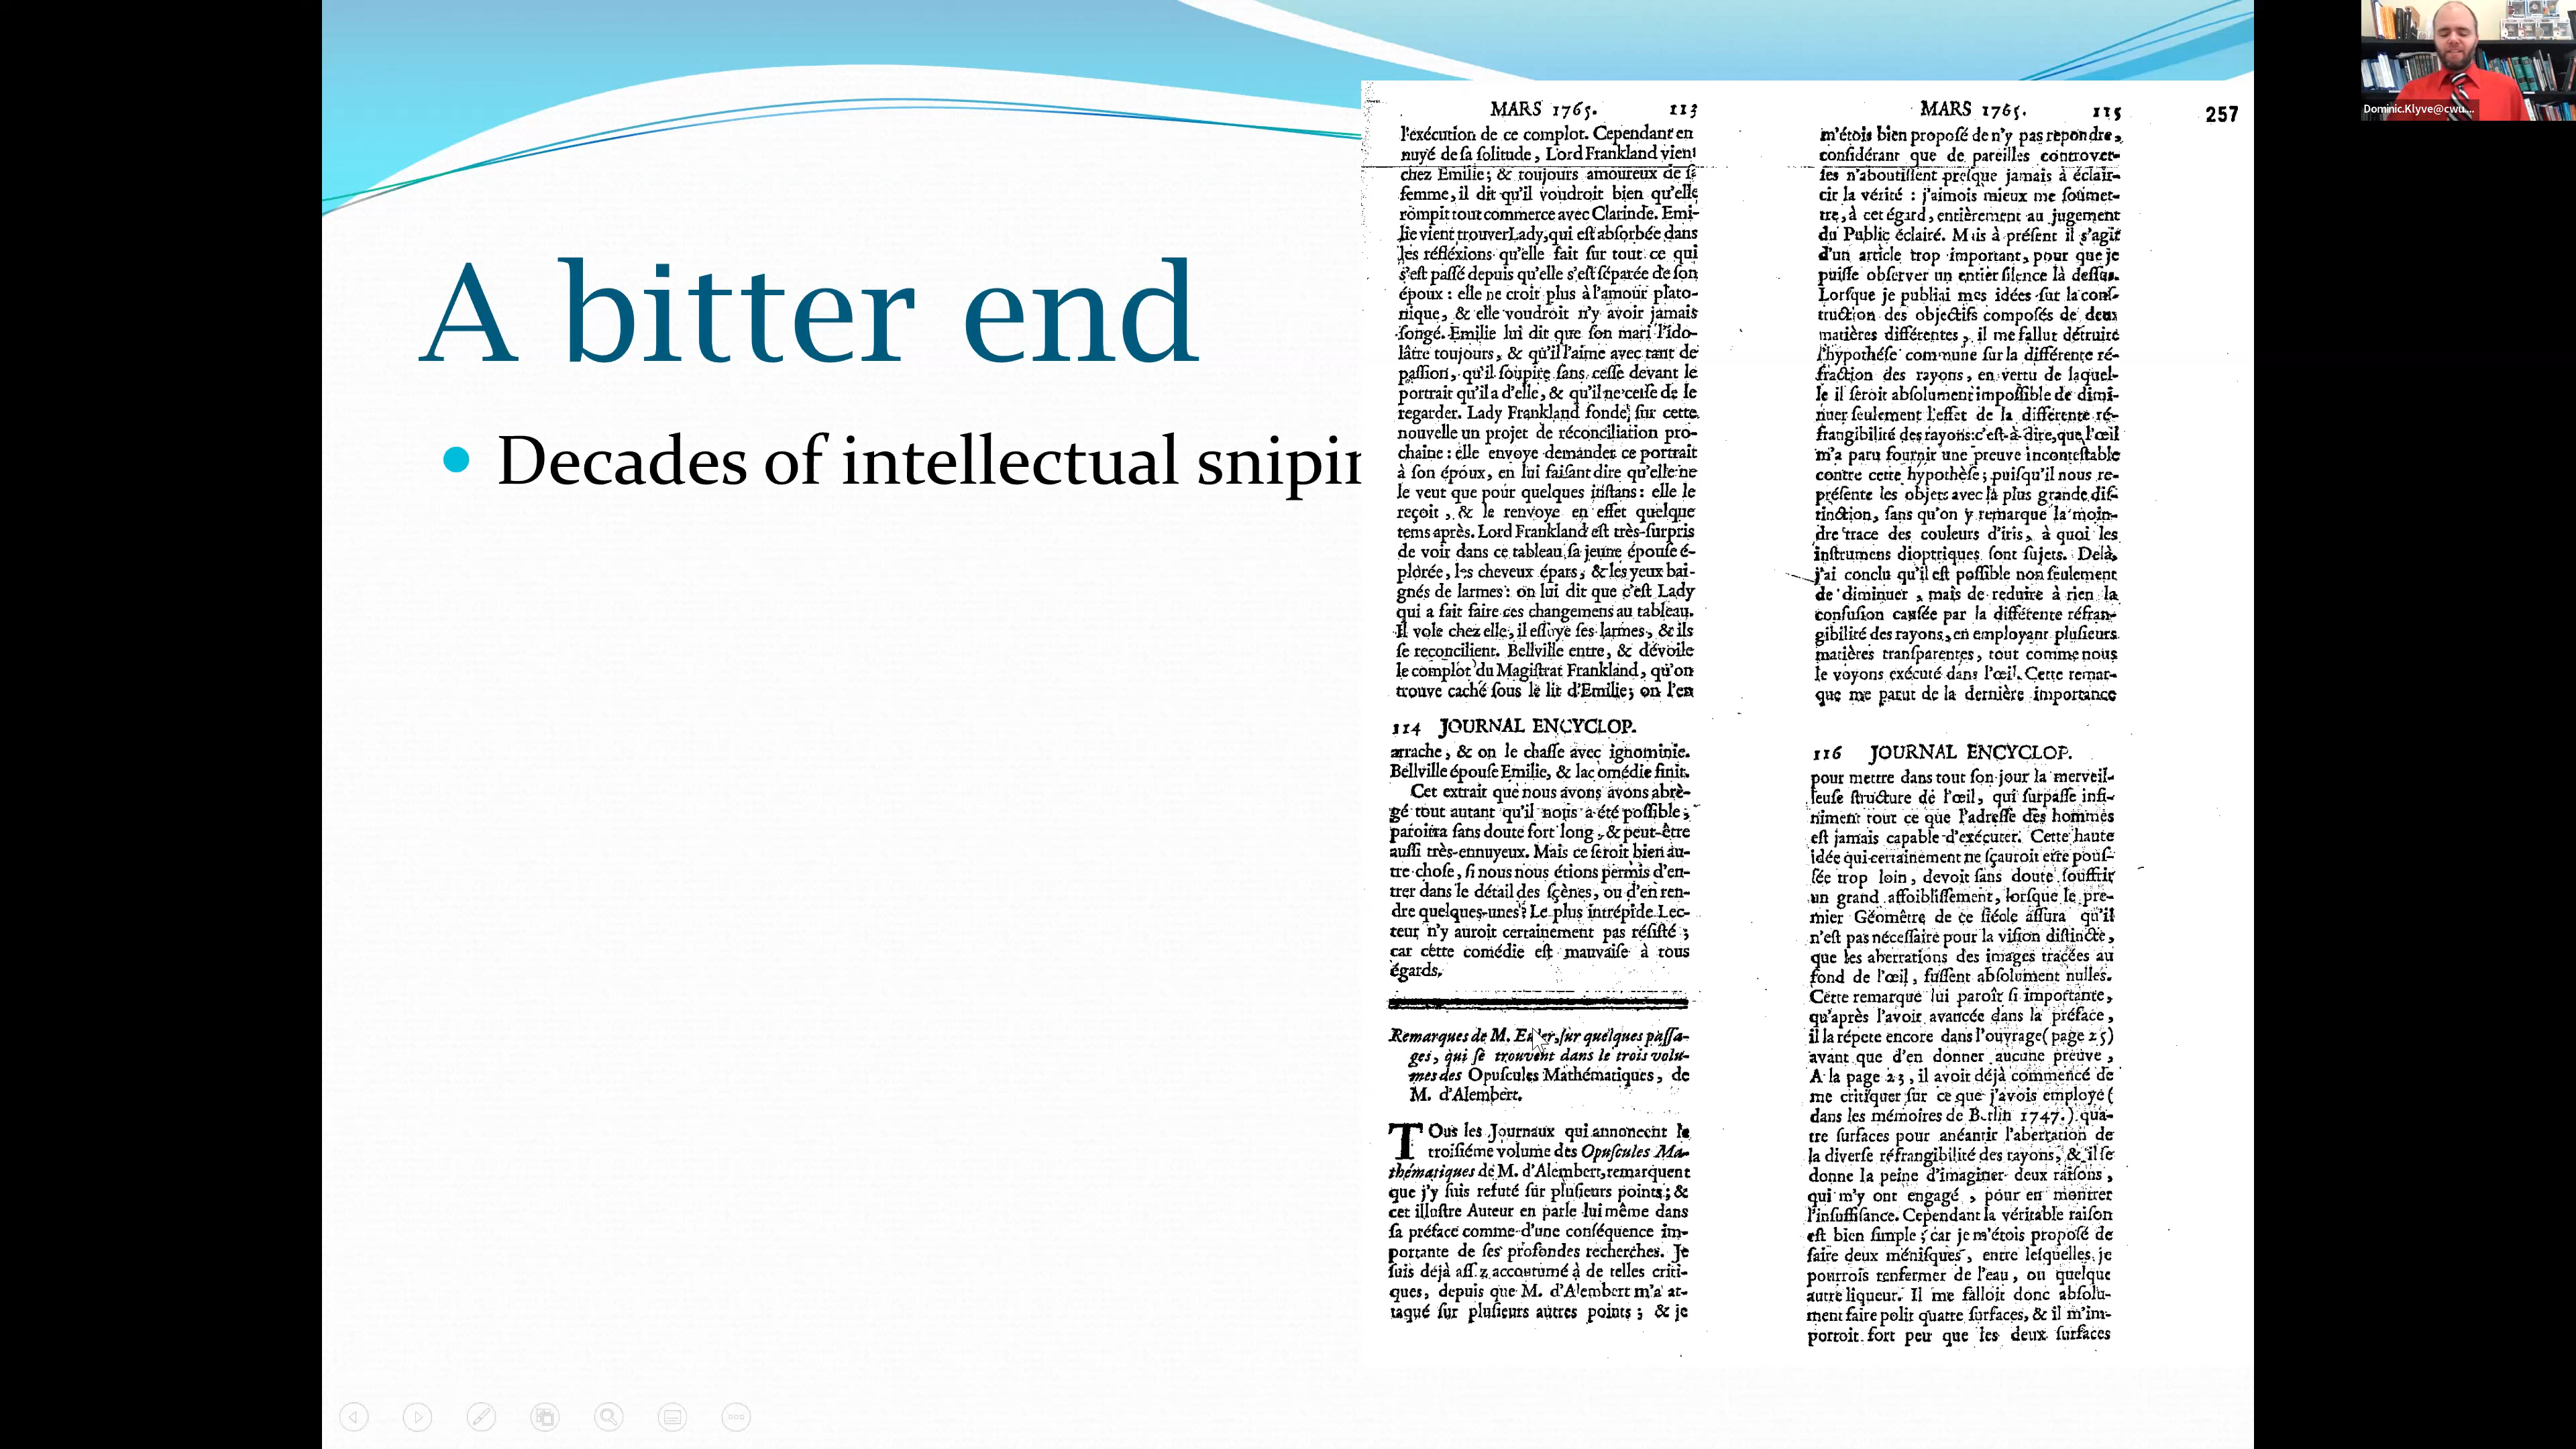 A bitter end
Decades of intellectual snipin
MARS 1765. 113
l'exécution de ce complot. Cependant en
nuyé de ſa ſolitude, Lord Frankland vient
chez Emilie; & toujours amoureux de ſa
femme, il dit qu'il voudroit bien qu'elle
rompit tout commerce avec Clarinde. Emi-
lie vient trouver Lady, qui eſt abſorbée dans
les réfléxions qu'elle fait ſur tout ce qui
s'eſt paſſé depuis qu'elle s'eſt ſéparée de ſon
époux : elle ne croit plus à l'amour plato-
nique, & elle voudroit n'y avoir jamais
ſongé. Emilie lui dit que ſon mari l'ido-
lâtre toujours, & qu'il l'aime avec tant de
paſſion, qu'il ſoupire ſans ceſſe devant le
portrait qu'il a d'elle, & qu'il ne ceſſe de le
regarder. Lady Frankland fonde ſur cette
nouvelle un projet de réconciliation pro-
chaine : elle envoye demander ce portrait
à ſon époux, en lui faiſant dire qu'elle ne
le veut que pour quelques inſtans : elle le
reçoit, & le renvoye en effet quelque
tems après. Lord Frankland eſt très-ſurpris
de voir dans ce tableau ſa jeune épouſe é-
plorée, les cheveux épars, & les yeux bai-
gnés de larmes : on lui dit que c'eſt Lady
qui a fait faire ces changemens au tableau.
Il vole chez elle, il eſſuye ſes larmes, & ils
ſe reconcilient. Bellville entre, & dévoile
le complot du Magiſtrat Frankland, qu'on
trouve caché ſous le lit d'Emilie; on l'en
114 JOURNAL ENCYCLOP.
arrache, & on le chaſſe avec ignominie.
Bellville épouſe Emilie, & la comédie finit.
Cet extrait que nous avons avons abrè-
gé tout autant qu'il nous a été poſſible,
paroitra ſans doute fort long, & peut-être
auſſi très-ennuyeux. Mais ce ſeroit bien au-
tre choſe, ſi nous nous étions permis d'en-
trer dans le détail des ſçènes, ou d'en ren-
dre quelques-unes? Le plus intrépide Lec-
teur n'y auroit certainement pas réſiſté ;
car cette comédie eſt mauvaiſe à tous
égards.
Remarques de M. Euler, ſur quelques paſſa-
ges, qui ſe trouvent dans le trois volu-
mes des Opuſcules Mathématiques, de
M. d'Alembert.
TOus les Journaux qui annoncent le
troiſiéme volume des Opuſcules Ma-
thématiques de M. d'Alembert, remarquent
que j'y ſuis refuté ſur pluſieurs points ; &
cet illuſtre Auteur en parle lui même dans
ſa préface comme d'une conſéquence im-
portante de ſes profondes recherches. Je
ſuis déjà aſſ z accoutumé à de telles criti-
ques, depuis que M. d'Alembert m'a at-
taqué ſur pluſieurs autres points ; & je
MARS 1765. 115
m'étois bien propoſé de n'y pas repondre,
conſidérant que de pareilles controver-
ſes n'aboutiſſent preſque jamais à éclair-
cir la vérité : j'aimois mieux me ſoumet-
tre, à cet égard, entièrement au jugement
du Public éclairé. Mais à préſent il s'agit
d'un article trop important, pour que je
puiſſe obſerver un entier ſilence là deſſus.
Lorſque je publiai mes idées ſur la conſ-
truction des objectifs compoſés de deux
matières différentes, il me fallut détruire
l'hypothéſe commune ſur la différente ré-
fraction des rayons, en vertu de laquel-
le il ſeroit abſolument impoſſible de dimi-
nuer ſeulement l'effet de la différente ré-
frangibilité des rayons: c'eſt-à-dire, que l'œil
m'a paru fournir une preuve inconteſtable
contre cette hypothèſe ; puiſqu'il nous re-
préſente les objets avec la plus grande diſ-
tinction, ſans qu'on y remarque la moin-
dre trace des couleurs d'iris, à quoi les
inſtrumens dioptriques ſont ſujets. Delà,
j'ai conclu qu'il eſt poſſible non ſeulement
de diminuer, mais de reduire à rien la
confuſion cauſée par la différente réfran-
gibilité des rayons, en employant pluſieurs
matières tranſparentes, tout comme nous
le voyons exécuté dans l'œil. Cette remar-
que me parut de la dernière importance
116 JOURNAL ENCYCLOP.
pour mettre dans tout ſon jour la merveil-
leuſe ſtructure de l'œil, qui ſurpaſſe infi-
niment tout ce que l'adreſſe des hommes
eſt jamais capable d'exécuter. Cette haute
idée qui certainement ne ſçauroit etre pouſ-
ſée trop loin, devoit ſans doute ſouffrir
un grand affoibliſſement, lorſque le pre-
mier Géomêtre de ce ſiécle aſſura qu'il
n'eſt pas néceſſaire pour la viſion diſtincte,
que les aberrations des images tracées au
fond de l'œil, fuſſent abſolument nulles.
Cette remarque lui paroît ſi importante,
qu'après l'avoir avancée dans la préface,
il la répete encore dans l'ouvrage (page 25)
avant que d'en donner aucune preuve,
A la page 23, il avoit déjà commencé de
me critiquer ſur ce que j'avois employé (
dans les mémoires de Berlin 1747.) qua-
tre ſurfaces pour anéantir l'aberration de
la diverſe réfrangibilité des rayons, & il ſe
donne la peine d'imaginer deux raiſons,
qui m'y ont engagé, pour en montrer
l'inſuffiſance. Cependant la véritable raiſon
eſt bien ſimple ; car je m'étois propoſé de
faire deux méniſques, entre leſquelles je
pourrois renfermer de l'eau, ou quelque
autre liqueur. Il me falloit donc abſolu-
ment faire polir quatre ſurfaces, & il m'im-
portoit fort peu que les deux ſurfaces
257
Dominic.Klyve@cwu....